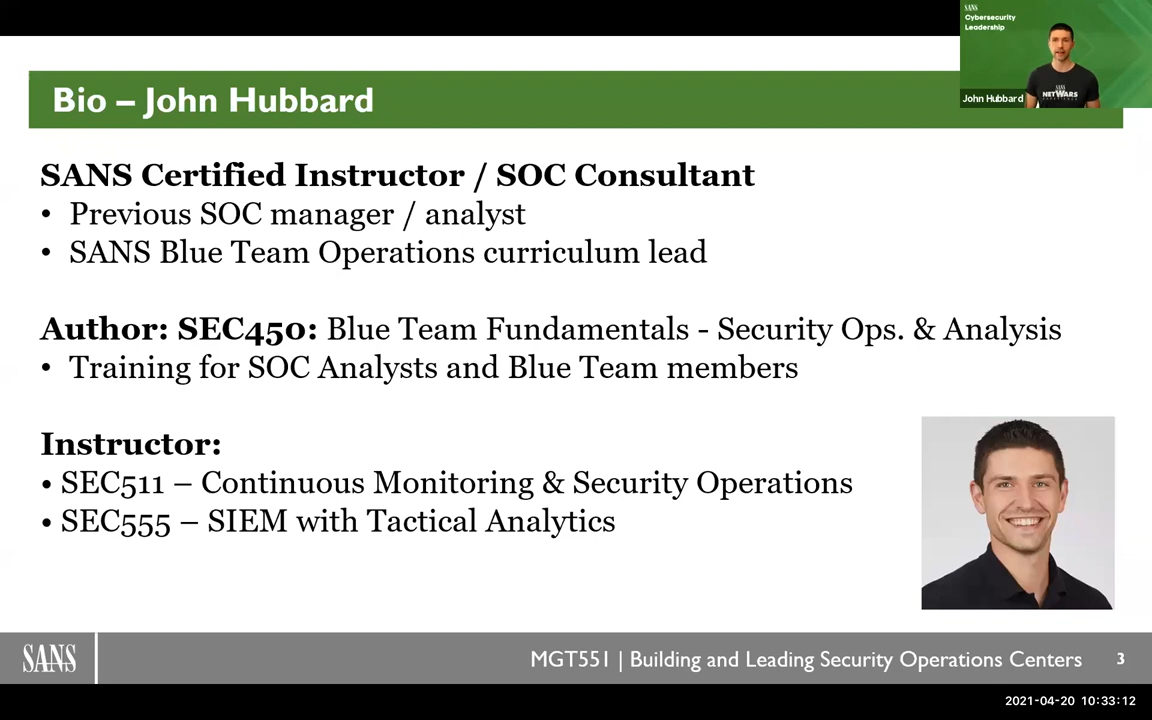 SANS
Cybersecurity
Leadership
SANS
NETWARS
John Hubbard
Bio – John Hubbard
SANS Certified Instructor / SOC Consultant
• Previous SOC manager / analyst
• SANS Blue Team Operations curriculum lead
Author: SEC450: Blue Team Fundamentals - Security Ops. & Analysis
• Training for SOC Analysts and Blue Team members
Instructor:
• SEC511 – Continuous Monitoring & Security Operations
• SEC555 – SIEM with Tactical Analytics
SANS
MGT551 | Building and Leading Security Operations Centers 3
2021-04-20 10:33:12